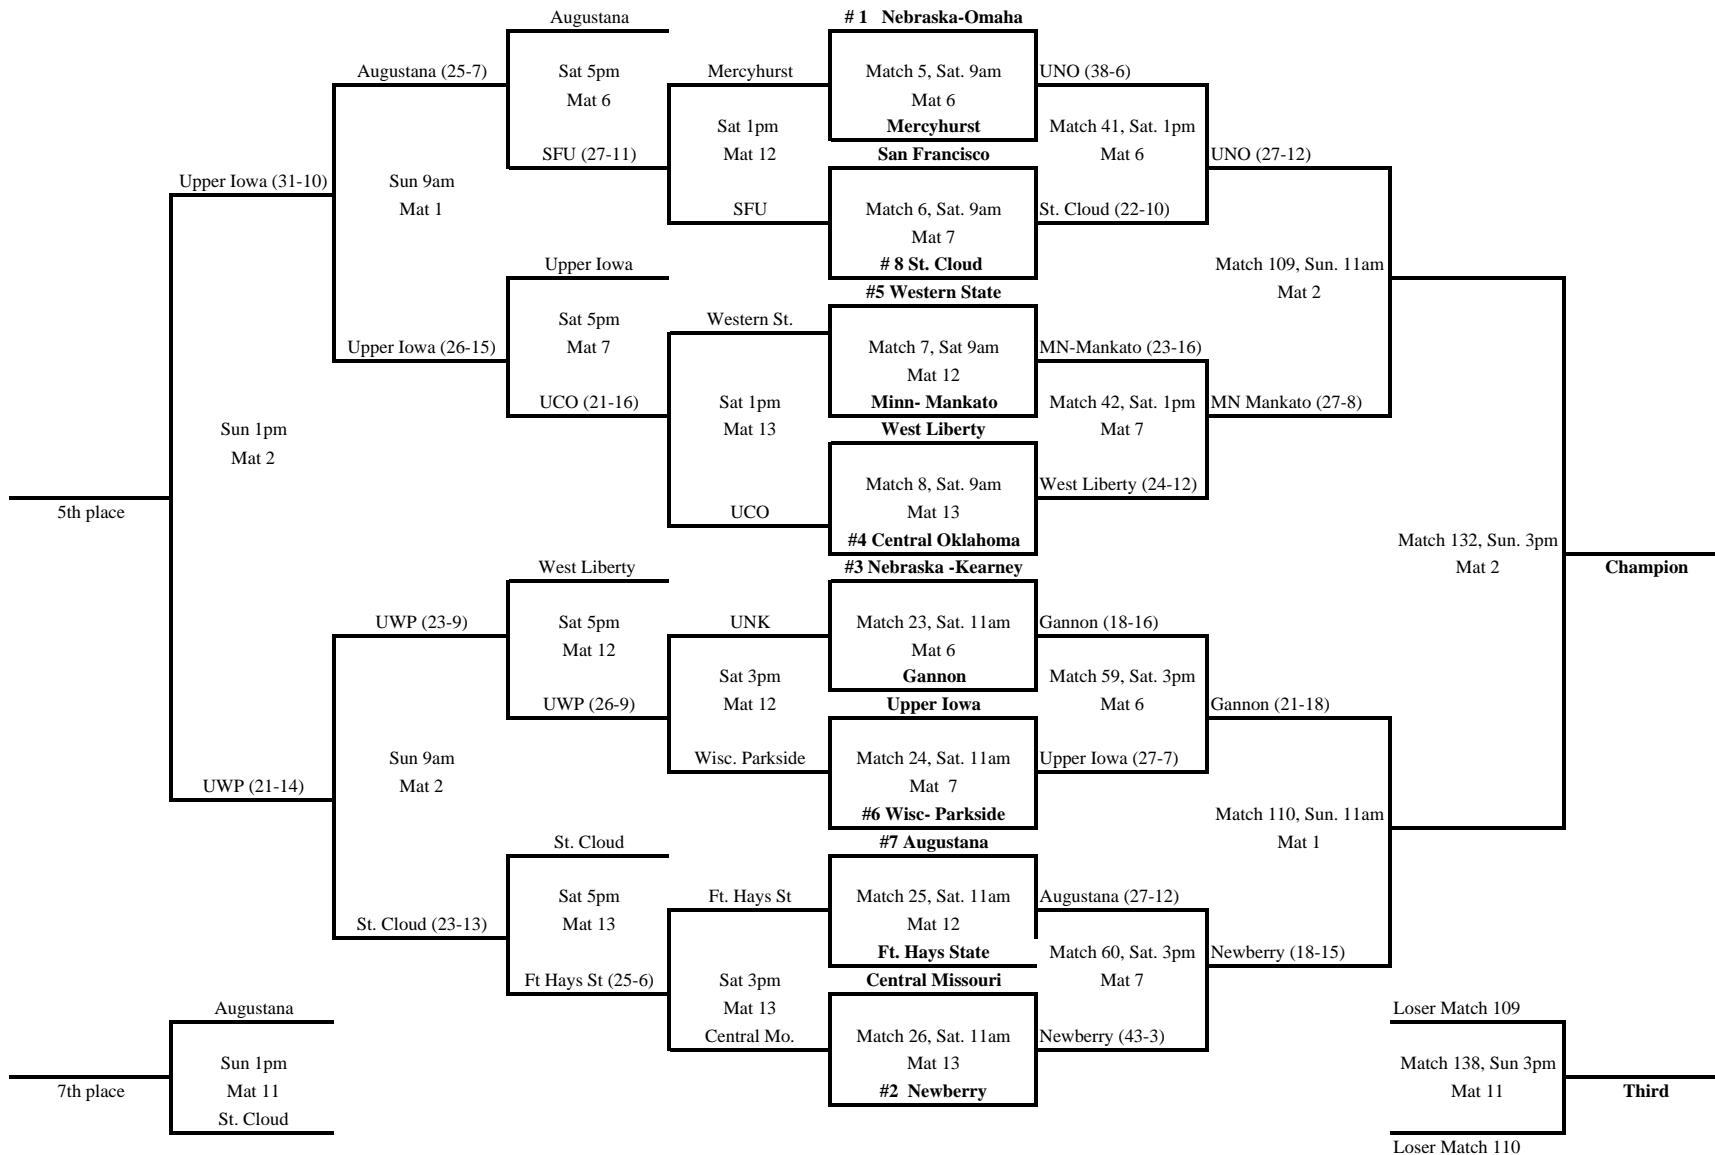 Augustana
# 1 Nebraska-Omaha
Augustana (25-7)
Sat 5pm
Mercyhurst
Match 5, Sat. 9am
UNO (38-6)
Mat 6
Mat 6
Sat 1pm
Mercyhurst
Match 41, Sat. 1pm
SFU (27-11)
Mat 12
San Francisco
Mat 6
UNO (27-12)
Upper Iowa (31-10)
Sun 9am
Mat 1
SFU
Match 6, Sat. 9am
St. Cloud (22-10)
Mat 7
Upper Iowa
# 8 St. Cloud
Match 109, Sun. 11am
#5 Western State
Mat 2
Sat 5pm
Western St.
Upper Iowa (26-15)
Mat 7
Match 7, Sat 9am
MN-Mankato (23-16)
Mat 12
UCO (21-16)
Sat 1pm
Minn- Mankato
Match 42, Sat. 1pm
MN Mankato (27-8)
Sun 1pm
Mat 13
West Liberty
Mat 7
Mat 2
Match 8, Sat. 9am
West Liberty (24-12)
5th place
UCO
Mat 13
#4 Central Oklahoma
Match 132, Sun. 3pm
West Liberty
#3 Nebraska -Kearney
Mat 2
Champion
UWP (23-9)
Sat 5pm
UNK
Match 23, Sat. 11am
Gannon (18-16)
Mat 12
Mat 6
Sat 3pm
Gannon
Match 59, Sat. 3pm
UWP (26-9)
Mat 12
Upper Iowa
Mat 6
Gannon (21-18)
Sun 9am
Wisc. Parkside
Match 24, Sat. 11am
Upper Iowa (27-7)
UWP (21-14)
Mat 2
Mat 7
#6 Wisc- Parkside
Match 110, Sun. 11am
St. Cloud
#7 Augustana
Mat 1
Sat 5pm
Ft. Hays St
Match 25, Sat. 11am
Augustana (27-12)
St. Cloud (23-13)
Mat 13
Mat 12
Ft. Hays State
Match 60, Sat. 3pm
Newberry (18-15)
Ft Hays St (25-6)
Sat 3pm
Central Missouri
Mat 7
Augustana
Mat 13
Loser Match 109
Central Mo.
Match 26, Sat. 11am
Newberry (43-3)
Sun 1pm
Mat 13
Match 138, Sun 3pm
7th place
Mat 11
#2 Newberry
Mat 11
Third
St. Cloud
Loser Match 110